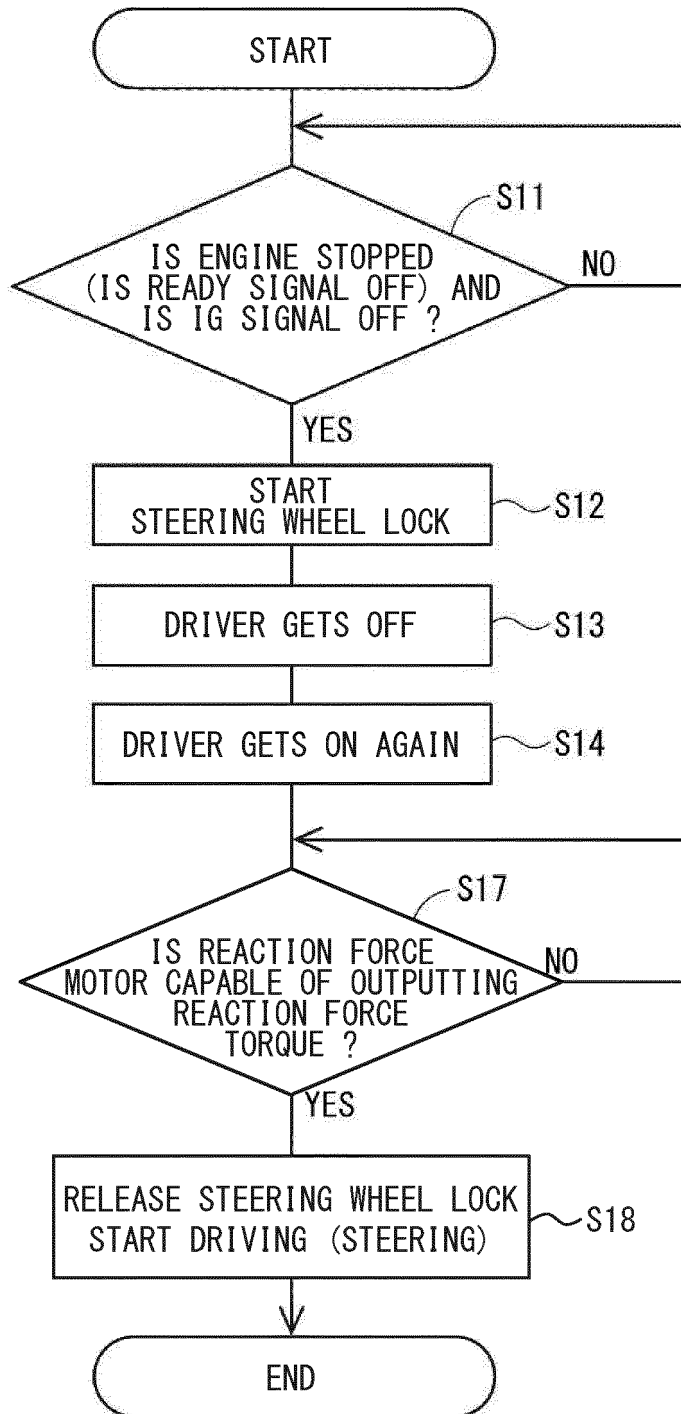 START
S11
IS ENGINE STOPPED
(IS READY SIGNAL OFF) AND
IS IG SIGNAL OFF ?
NO
YES
START
STEERING WHEEL LOCK
S12
DRIVER GETS OFF
S13
DRIVER GETS ON AGAIN
S14
S17
IS REACTION FORCE
MOTOR CAPABLE OF OUTPUTTING
REACTION FORCE
TORQUE ?
NO
YES
RELEASE STEERING WHEEL LOCK
START DRIVING (STEERING)
S18
END